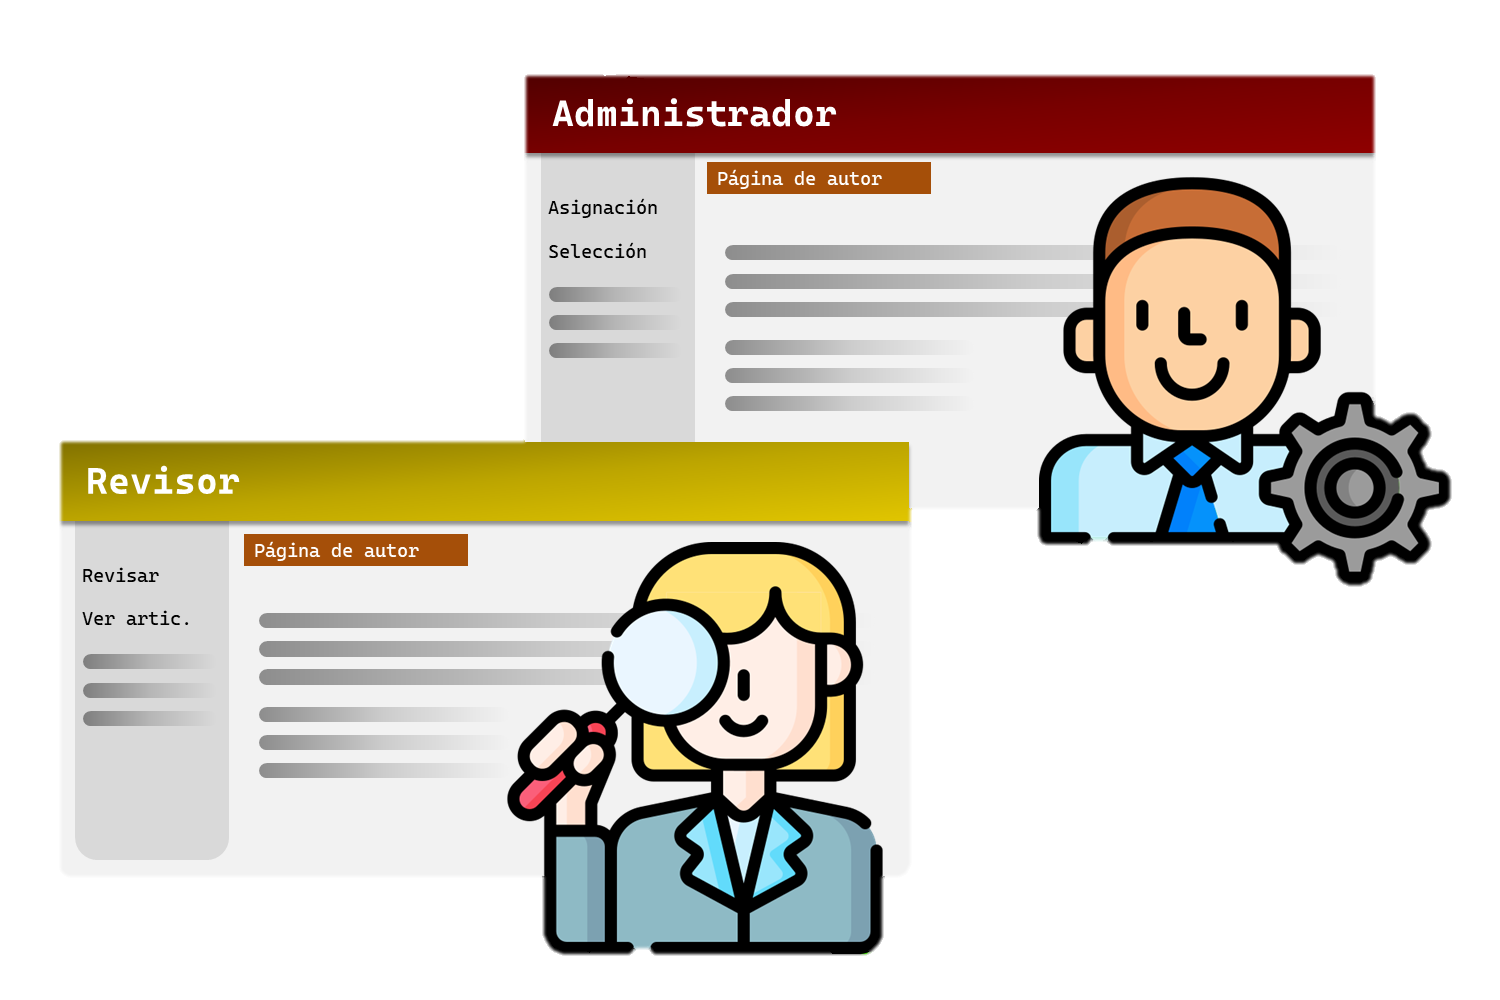 Administrador
Página de autor
Asignación
Selección
Revisor
Página de autor
Revisar
Ver artic.